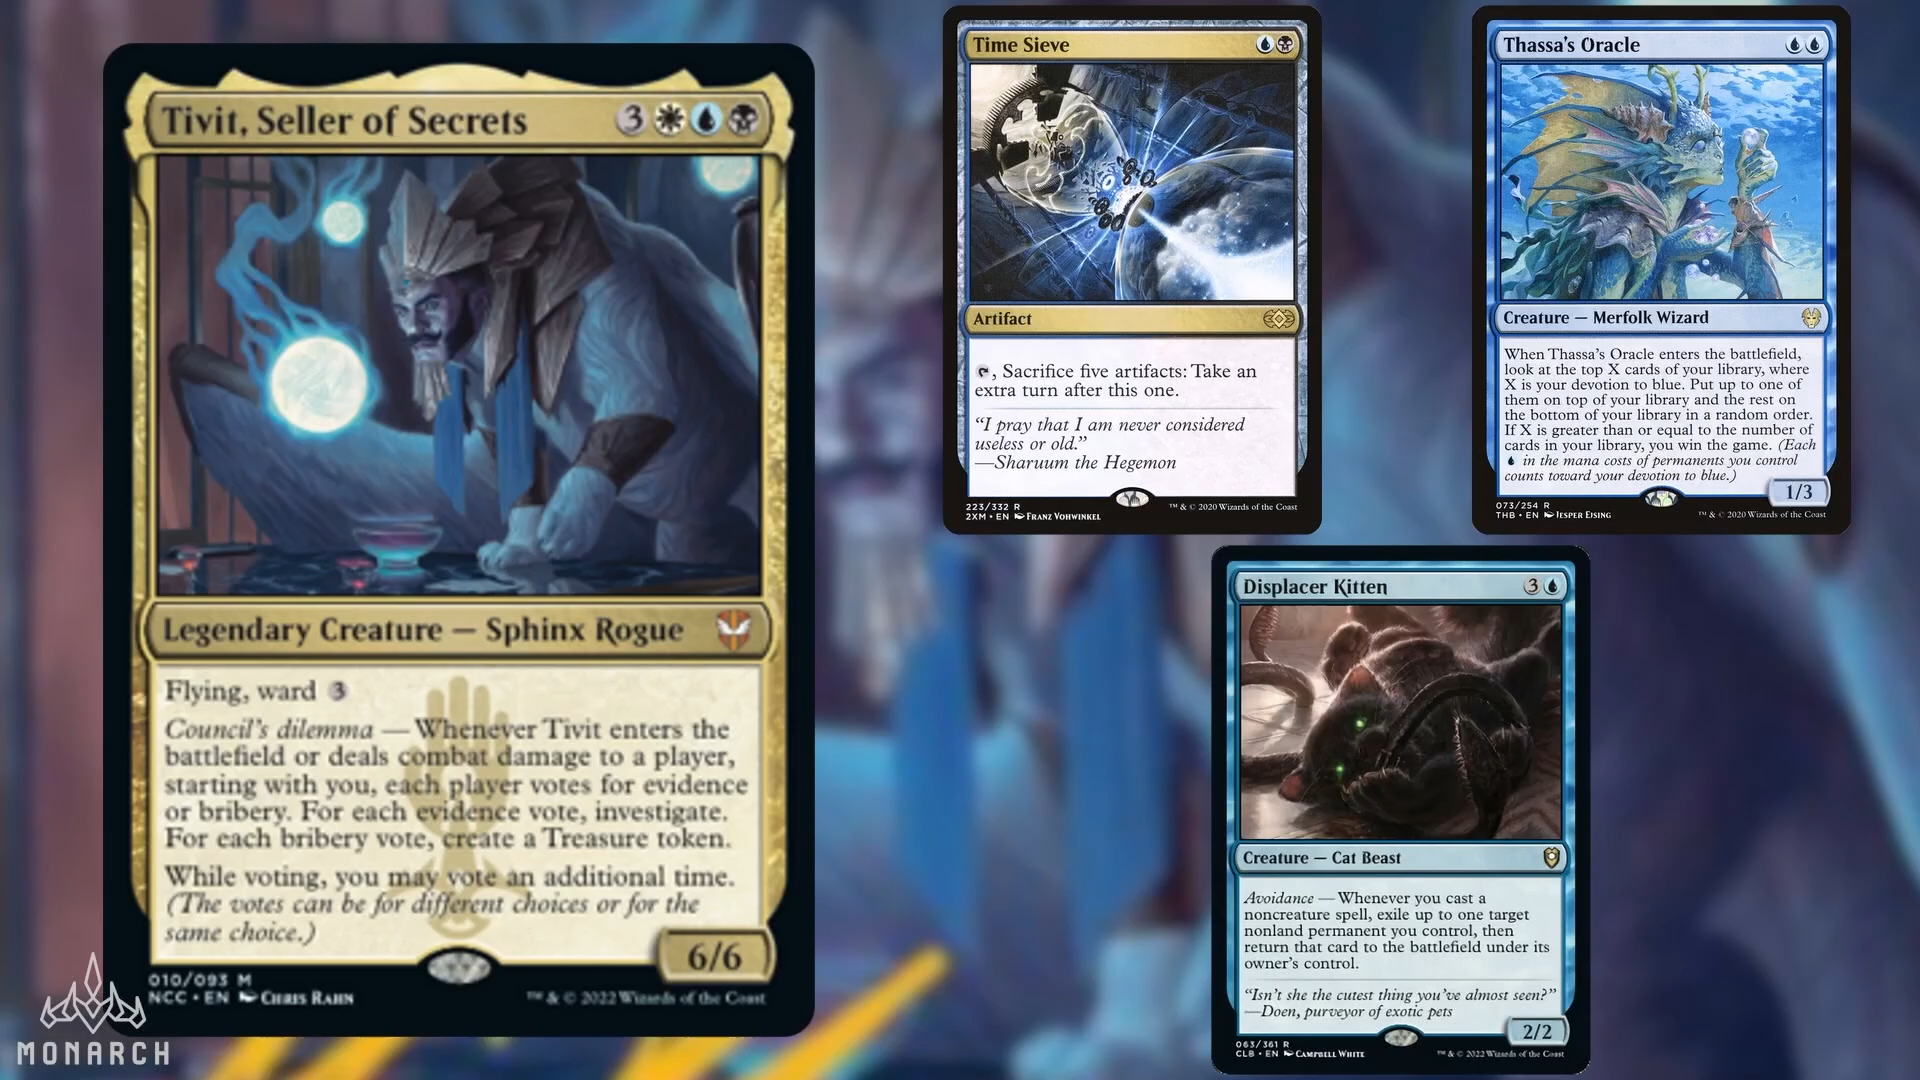 Tivit, Seller of Secrets 3
Legendary Creature — Sphinx Rogue
Flying, ward 3
Council's dilemma — Whenever Tivit enters the
battlefield or deals combat damage to a player,
starting with you, each player votes for evidence
or bribery. For each evidence vote, investigate.
For each bribery vote, create a Treasure token.
While voting, you may vote an additional time.
(The votes can be for different choices or for the
same choice.)
6/6
010/093 M
NCC • EN Chris Rahn
™ & © 2022 Wizards of the Coast
MONARCH
Time Sieve
Artifact
, Sacrifice five artifacts: Take an
extra turn after this one.
“I pray that I am never considered
useless or old.”
—Sharuum the Hegemon
223/332 R
2XM • EN Franz Vohwinkel
™ & © 2020 Wizards of the Coast
Thassa's Oracle
Creature — Merfolk Wizard
When Thassa's Oracle enters the battlefield,
look at the top X cards of your library, where
X is your devotion to blue. Put up to one of
them on top of your library and the rest on
the bottom of your library in a random order.
If X is greater than or equal to the number of
cards in your library, you win the game. (Each
in the mana costs of permanents you control
counts toward your devotion to blue.)
1/3
073/254 R
THB • EN Jesper Eising
™ & © 2020 Wizards of the Coast
Displacer Kitten 3
Creature — Cat Beast
Avoidance — Whenever you cast a
noncreature spell, exile up to one target
nonland permanent you control, then
return that card to the battlefield under its
owner's control.
“Isn't she the cutest thing you've almost seen?”
—Doen, purveyor of exotic pets
2/2
063/361 R
CLB • EN Campbell White
™ & © 2022 Wizards of the Coast